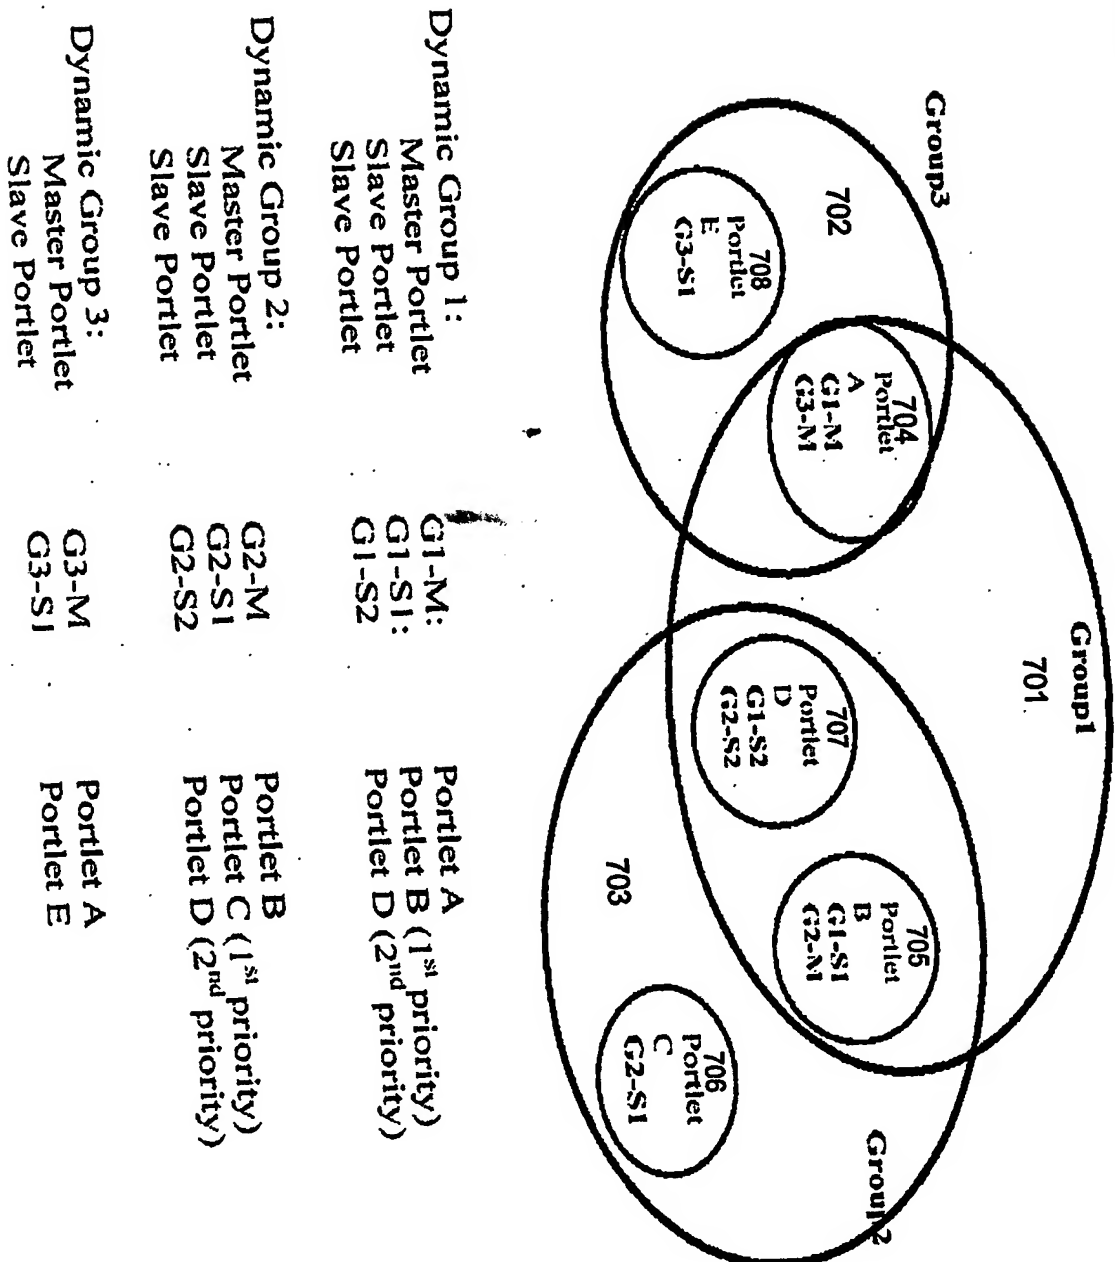 Group1
701
Group3
702
704
Portlet
A
G1-M
G3-M
705
Portlet
B
G1-S1
G2-M
Group2
708
Portlet
E
G3-S1
707
Portlet
D
G1-S2
G2-S2
706
Portlet
C
G2-S1
703
Dynamic Group 1:
Master Portlet G1-M: Portlet A
Slave Portlet G1-S1: Portlet B (1st priority)
Slave Portlet G1-S2 Portlet D (2nd priority)
Dynamic Group 2:
Master Portlet G2-M Portlet B
Slave Portlet G2-S1 Portlet C (1st priority)
Slave Portlet G2-S2 Portlet D (2nd priority)
Dynamic Group 3:
Master Portlet G3-M Portlet A
Slave Portlet G3-S1 Portlet E